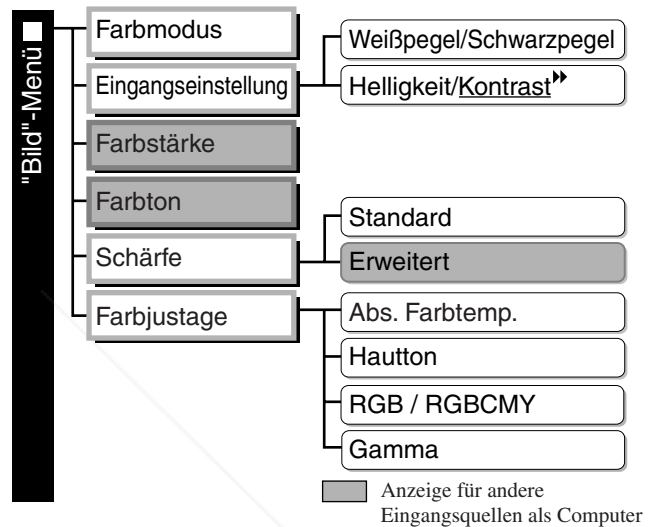 "Bild"-Menü
Farbmodus
Eingangseinstellung
Weißpegel/Schwarzpegel
Helligkeit/Kontrast
Farbstärke
Farbton
Schärfe
Standard
Erweitert
Farbjustage
Abs. Farbtemp.
Hautton
RGB / RGBCMY
Gamma
Anzeige für andere
Eingangsquellen als Computer